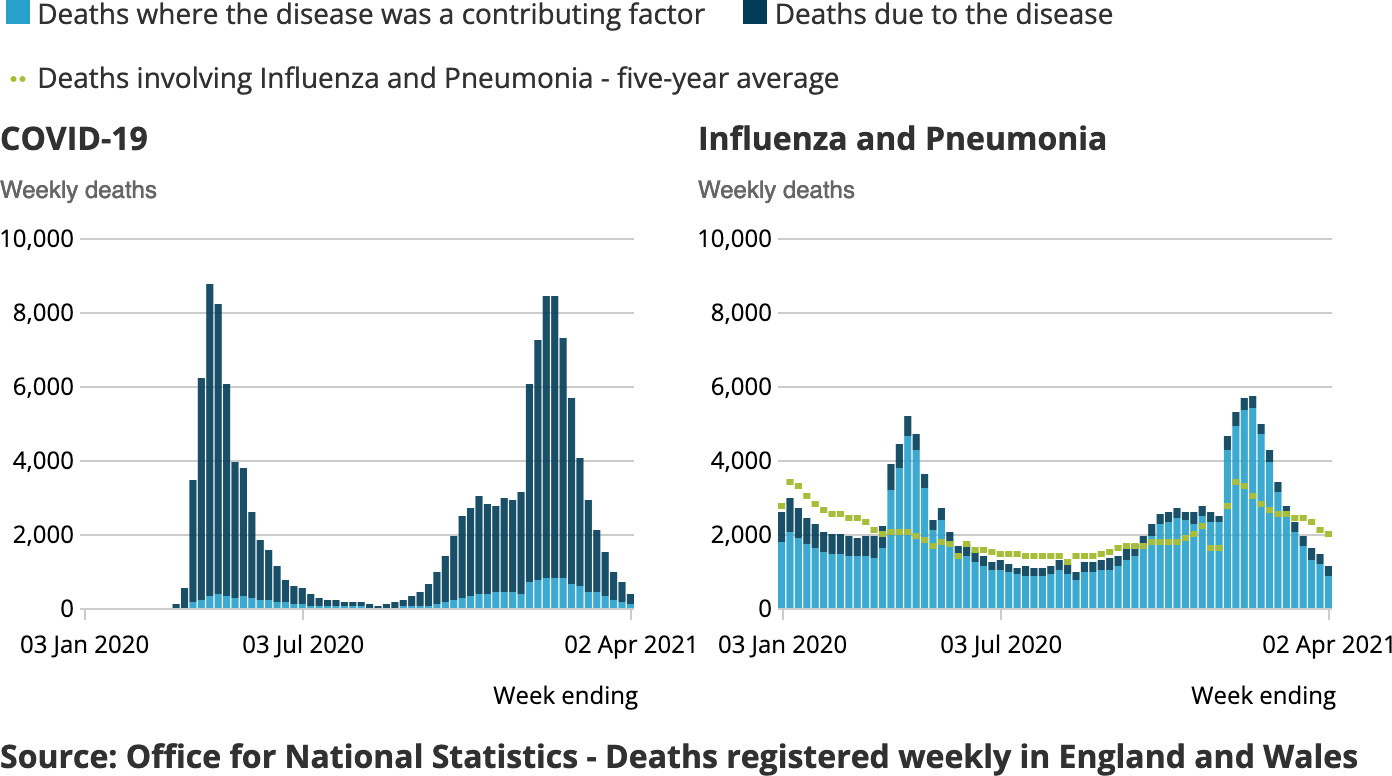 Deaths where the disease was a contributing factor Deaths due to the disease
Deaths involving Influenza and Pneumonia - five-year average
COVID-19
Weekly deaths
10,000
8,000
6,000
4,000
2,000
0
03 Jan 2020 03 Jul 2020 02 Apr 2021
Week ending
Influenza and Pneumonia
Weekly deaths
10,000
8,000
6,000
4,000
2,000
0
03 Jan 2020 03 Jul 2020 02 Apr 2021
Week ending
Source: Office for National Statistics - Deaths registered weekly in England and Wales